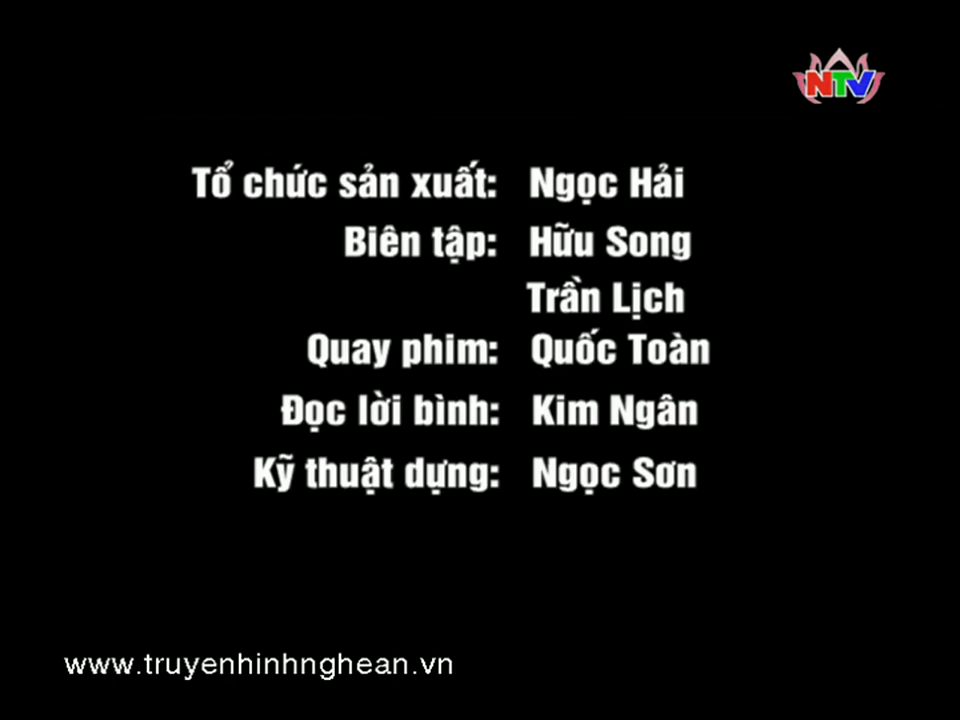 NTV
Tổ chức sản xuất: Ngọc Hải
Biên tập: Hữu Song
Trần Lịch
Quay phim: Quốc Toàn
Đọc lời bình: Kim Ngân
Kỹ thuật dựng: Ngọc Sơn
www.truyenhinhnghean.vn